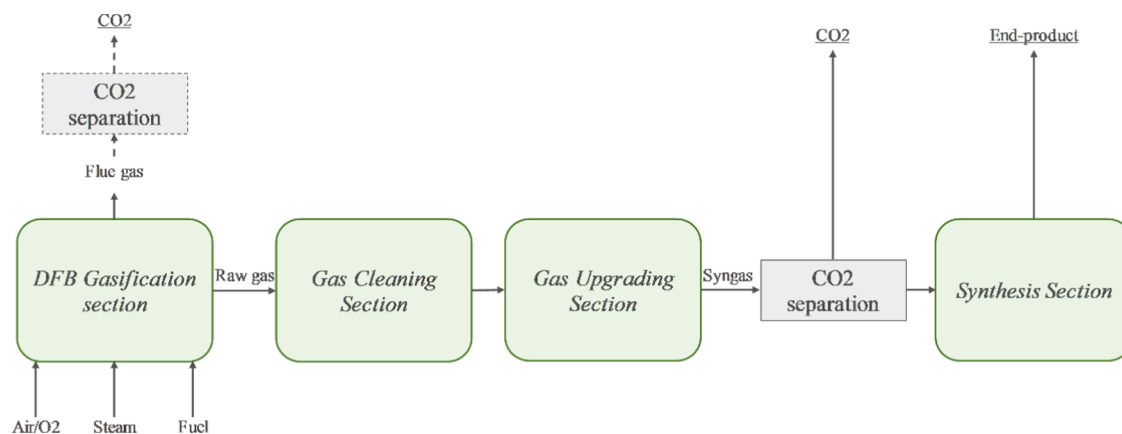 CO2
CO2
End-product
CO2
separation
Flue gas
DFB Gasification
section
Raw gas
Gas Cleaning
Section
Gas Upgrading
Section
Syngas
CO2
separation
Synthesis Section
Air/O2
Steam
Fuel